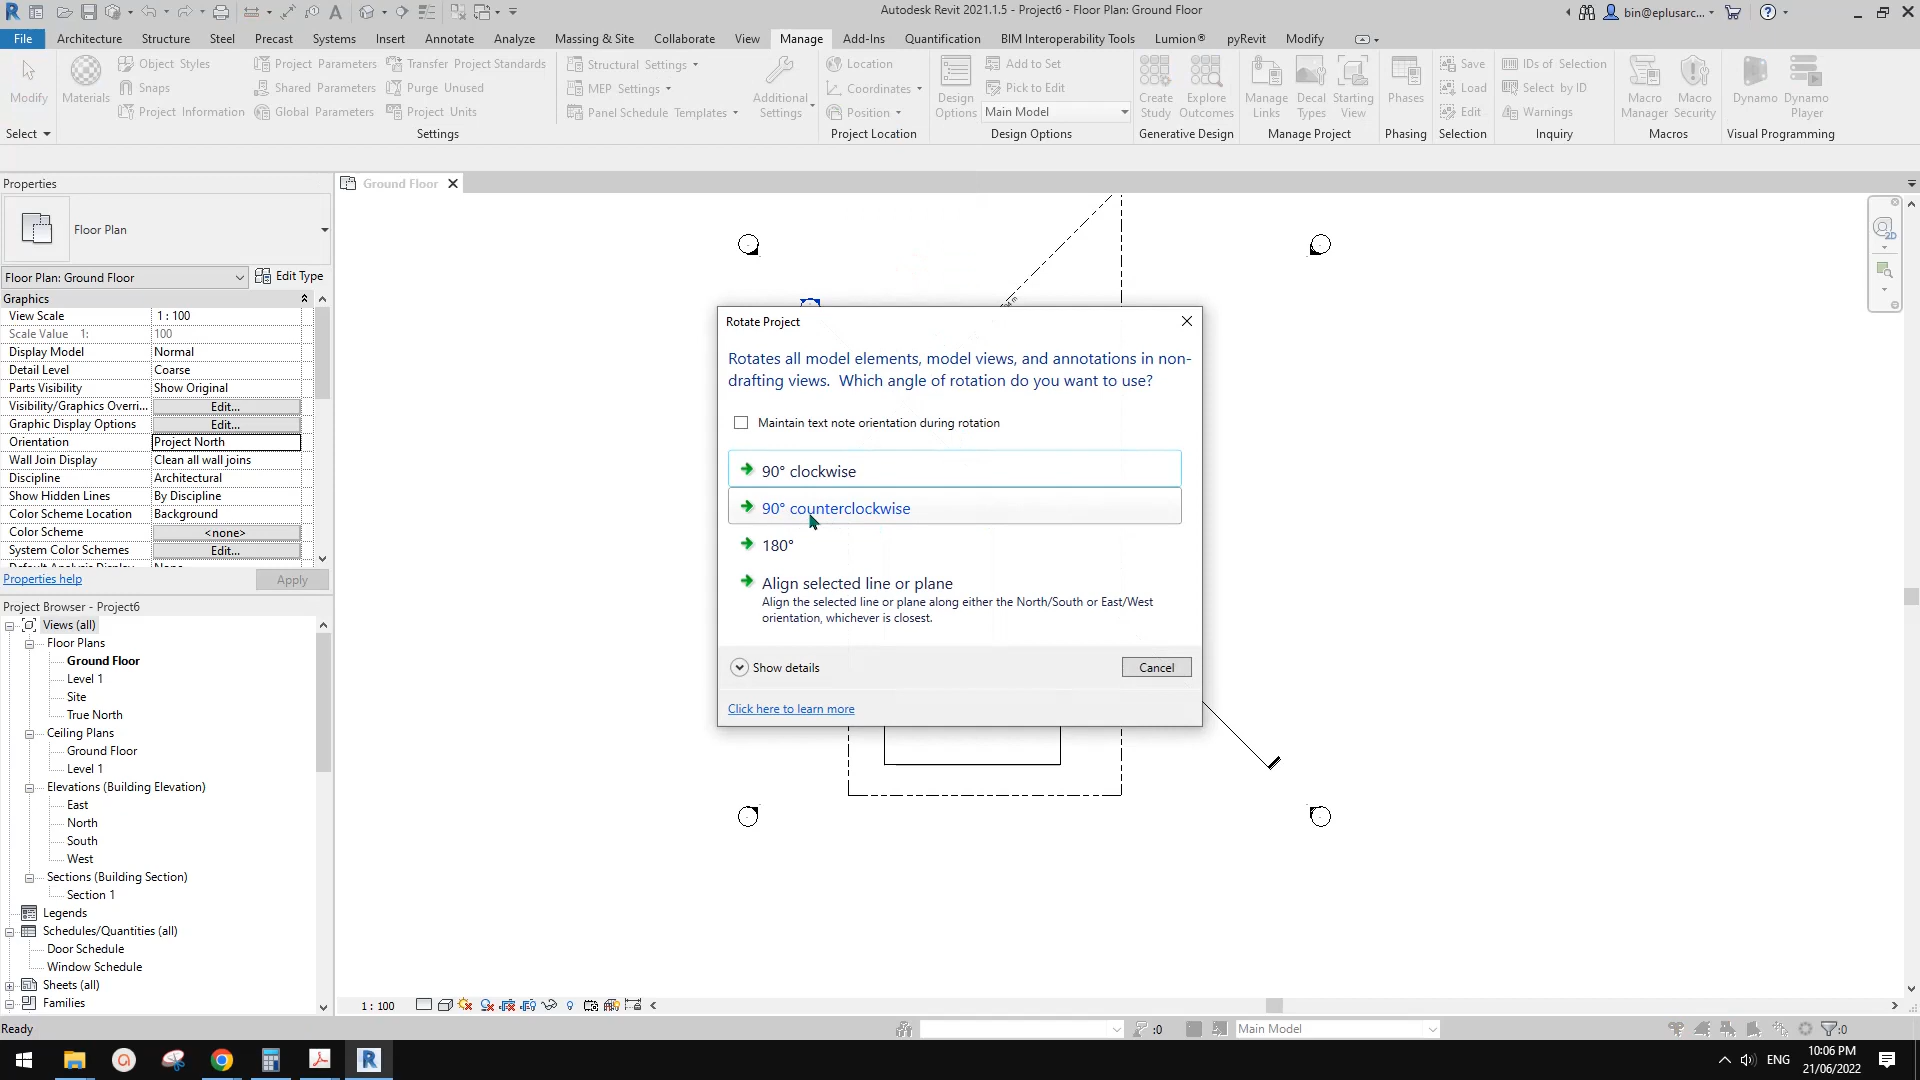 Autodesk Revit 2021.1.5 - Project6 - Floor Plan: Ground Floor
bin@eplusarc...
File Architecture Structure Steel Precast Systems Insert Annotate Analyze Massing & Site Collaborate View Manage Add-Ins Quantification BIM Interoperability Tools Lumion® pyRevit Modify
Object Styles Project Parameters Transfer Project Standards Structural Settings Location Add to Set Save IDs of Selection
Snaps Shared Parameters Purge Unused MEP Settings Coordinates Pick to Edit Load Select by ID
Modify Materials Additional Settings Design Options Create Study Explore Outcomes Manage Links Decal Types Starting View Phases Macro Manager Macro Security Dynamo Dynamo Player
Project Information Global Parameters Project Units Panel Schedule Templates Position Main Model Edit Warnings
Select Settings Project Location Design Options Generative Design Manage Project Phasing Selection Inquiry Macros Visual Programming
Properties
Ground Floor
Floor Plan
Floor Plan: Ground Floor Edit Type
Graphics
View Scale 1 : 100
Scale Value 1: 100
Display Model Normal
Detail Level Coarse
Parts Visibility Show Original
Visibility/Graphics Overri... Edit...
Graphic Display Options Edit...
Orientation Project North
Wall Join Display Clean all wall joins
Discipline Architectural
Show Hidden Lines By Discipline
Color Scheme Location Background
Color Scheme <none>
System Color Schemes Edit...
Default Analysis Display None
Properties help Apply
Project Browser - Project6
Views (all)
Floor Plans
Ground Floor
Level 1
Site
True North
Ceiling Plans
Ground Floor
Level 1
Elevations (Building Elevation)
East
North
South
West
Sections (Building Section)
Section 1
Legends
Schedules/Quantities (all)
Door Schedule
Window Schedule
Sheets (all)
Families
Rotate Project
Rotates all model elements, model views, and annotations in non-
drafting views. Which angle of rotation do you want to use?
Maintain text note orientation during rotation
90° clockwise
90° counterclockwise
180°
Align selected line or plane
Align the selected line or plane along either the North/South or East/West
orientation, whichever is closest.
Show details Cancel
Click here to learn more
2D
1 : 100
Ready :0 Main Model :0
ENG
10:06 PM
21/06/2022